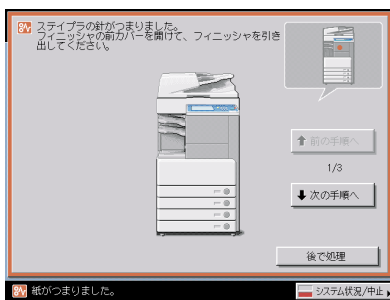 ステイプラの針がつまりました。
フィニッシャの前カバーを開けて、フィニッシャを引き
出してください。
前の手順へ
1/3
次の手順へ
後で処理
紙がつまりました。
システム状況/中止